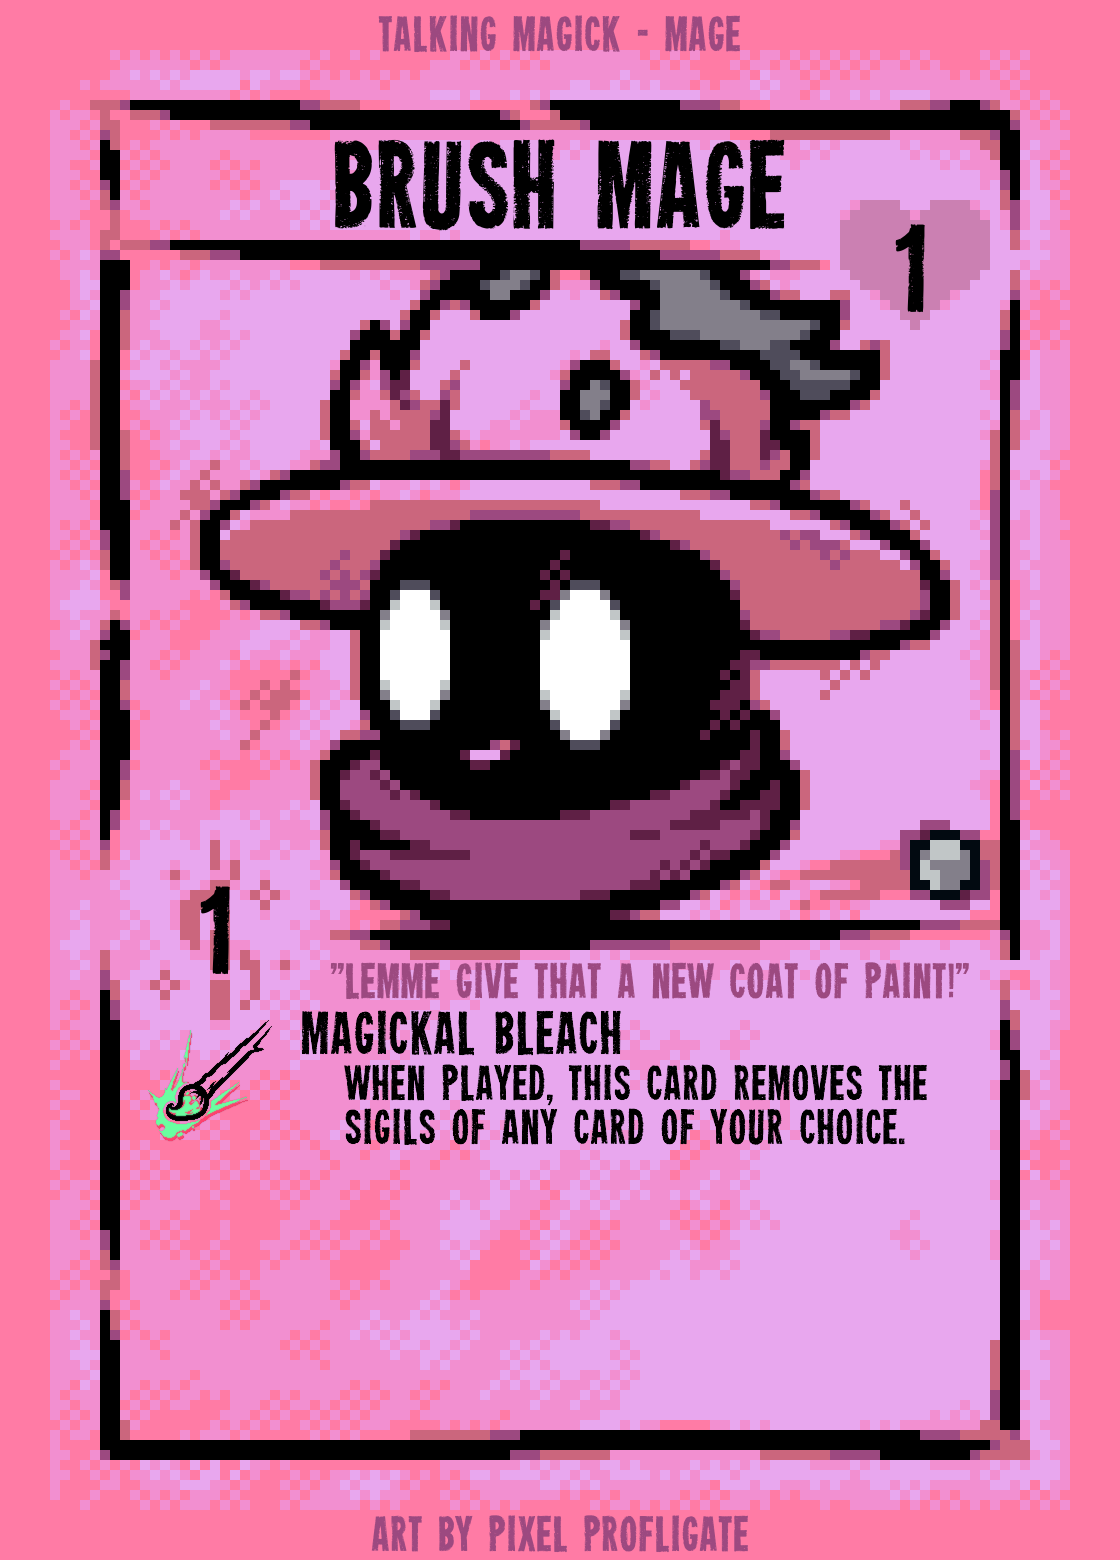 TALKING MAGICK - MAGE
BRUSH MAGE
1
1
"LEMME GIVE THAT A NEW COAT OF PAINT!"
MAGICKAL BLEACH
WHEN PLAYED, THIS CARD REMOVES THE
SIGILS OF ANY CARD OF YOUR CHOICE.
ART BY PIXEL PROFLIGATE